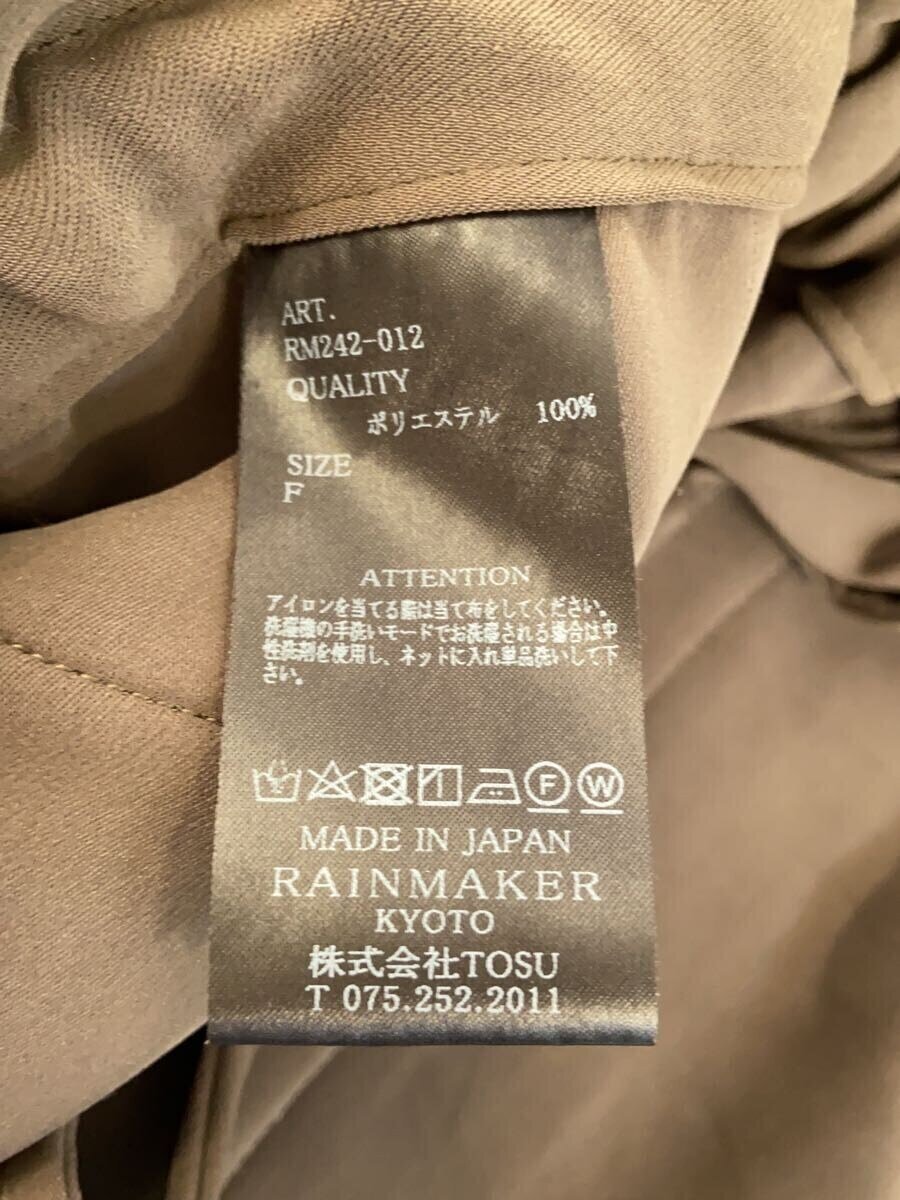 ART.
RM242-012
QUALITY
ポリエステル 100%
SIZE
F
ATTENTION
アイロンを当てる際は当て布をしてください。
洗濯機の手洗いモードでお洗濯される場合は中
性洗剤を使用し、ネットに入れ単品洗いして下
さい。
F W
MADE IN JAPAN
RAINMAKER
KYOTO
株式会社TOSU
T 075.252.2011